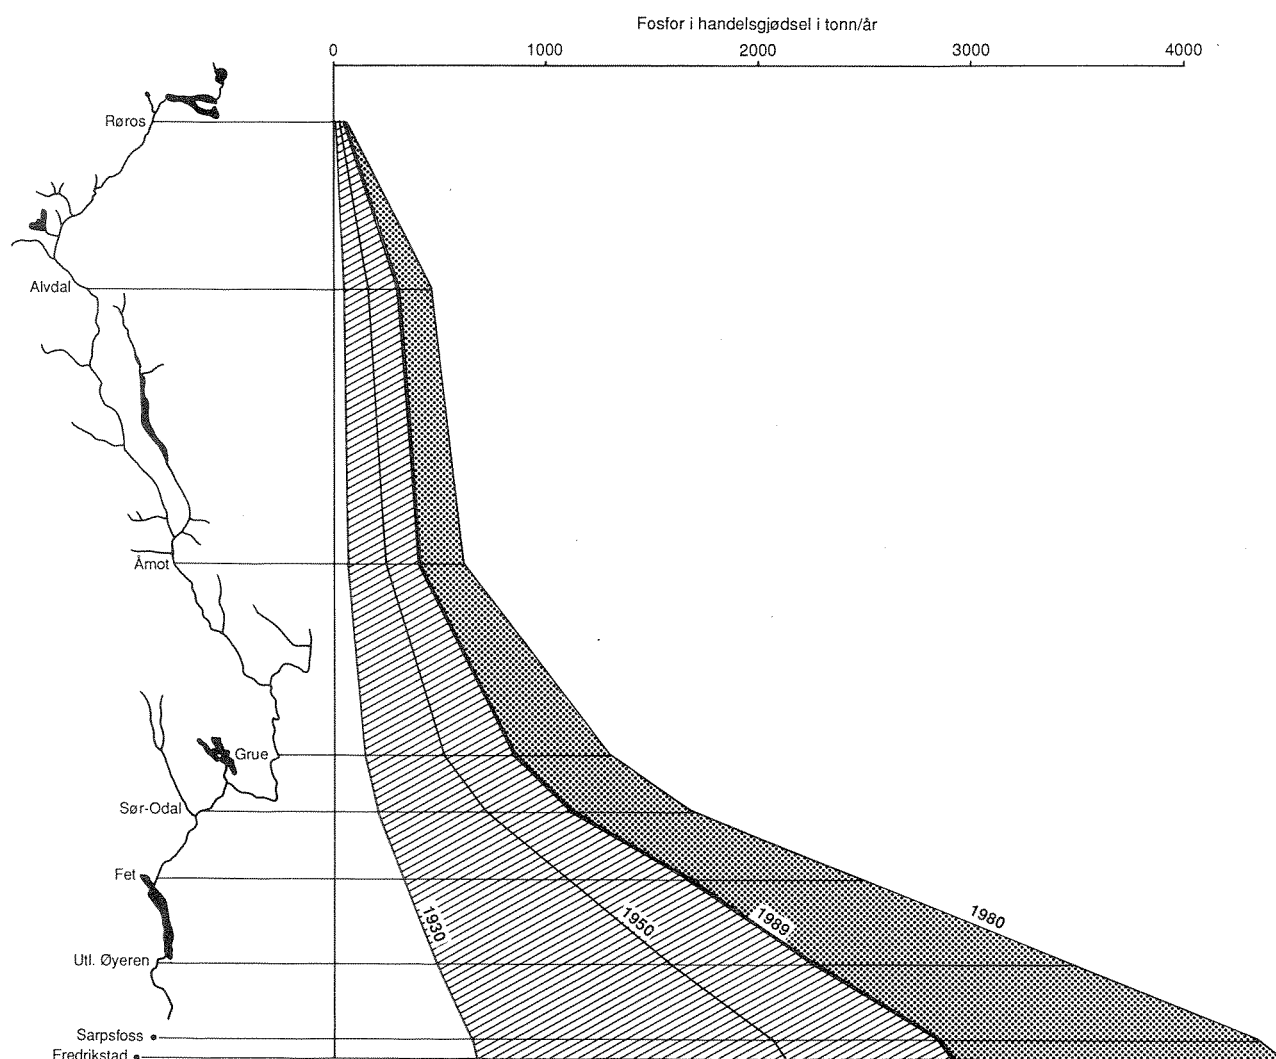 Fosfor i handelsgjødsel i tonn/år
0 1000 2000 3000 4000
Røros
Alvdal
Åmot
Grue
Sør-Odal
Fet
1930 1950 1989 1980
Utl. Øyeren
Sarpsfoss
Fredrikstad